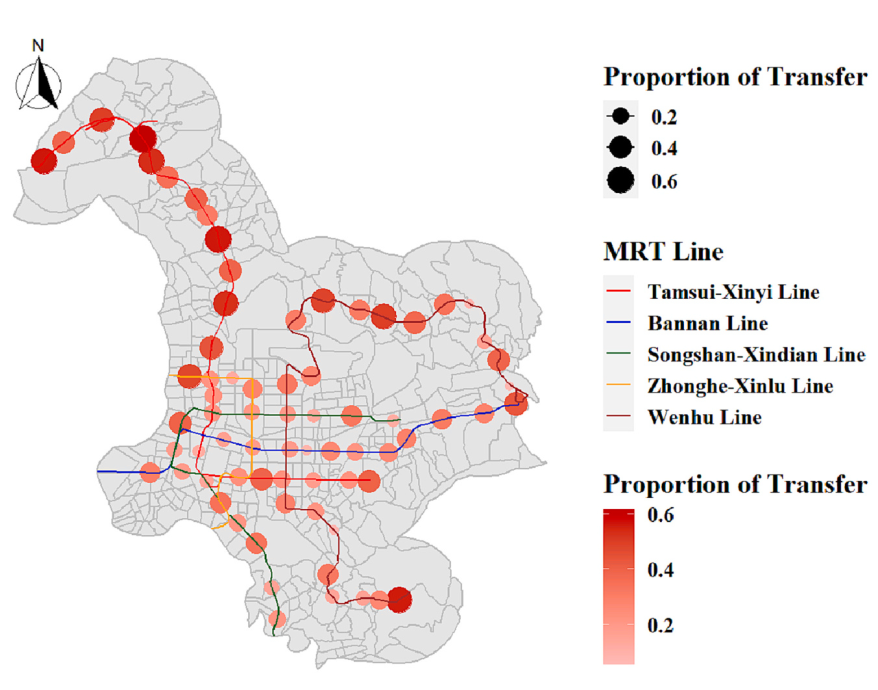 N
Proportion of Transfer
0.2
0.4
0.6
MRT Line
Tamsui-Xinyi Line
Bannan Line
Songshan-Xindian Line
Zhonghe-Xinlu Line
Wenhu Line
Proportion of Transfer
0.6
0.4
0.2